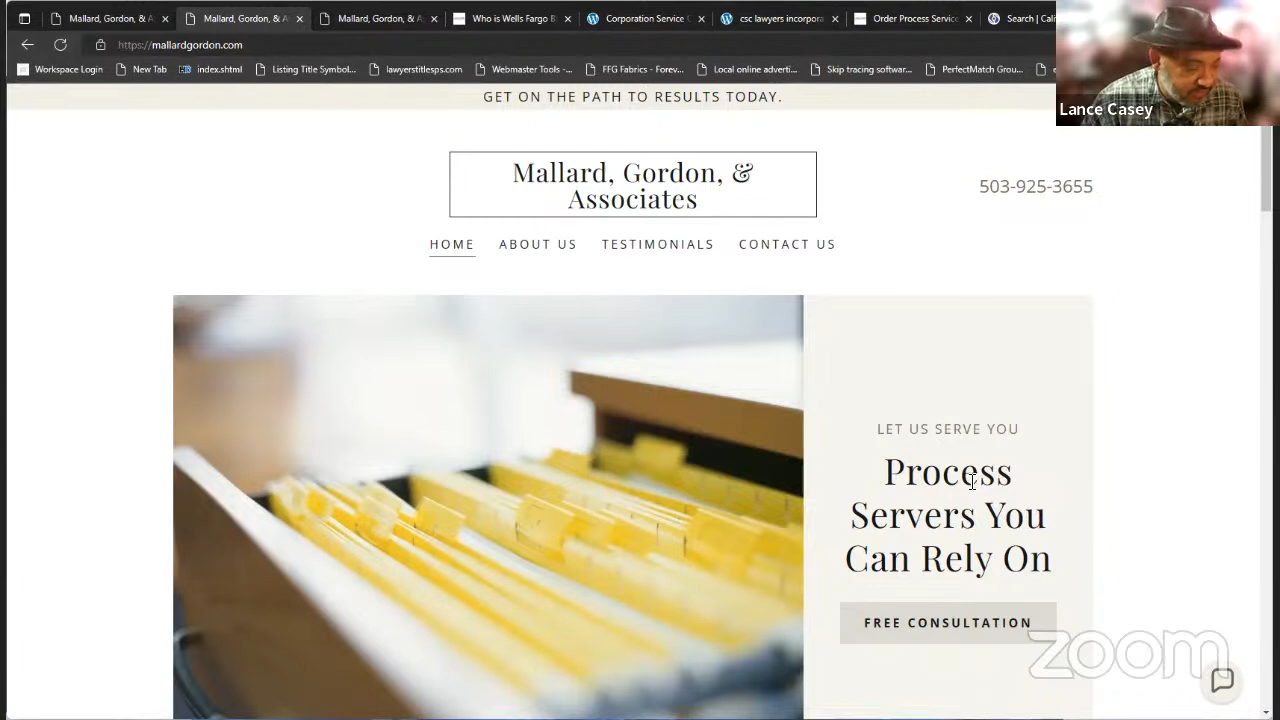 Mallard, Gordon, & A
Mallard, Gordon, & A
Mallard, Gordon, & A
Who is Wells Fargo B
Corporation Service C
csc lawyers incorpora
Order Process Service
Search | Cali
https://mallardgordon.com
Workspace Login
New Tab
index.shtml
Listing Title Symbol...
lawyerstitlesps.com
Webmaster Tools -...
FFG Fabrics - Forev...
Local online adverti...
Skip tracing softwar...
PerfectMatch Grou...
Lance Casey
GET ON THE PATH TO RESULTS TODAY.
Mallard, Gordon, &
Associates
503-925-3655
HOME
ABOUT US
TESTIMONIALS
CONTACT US
LET US SERVE YOU
Process
Servers You
Can Rely On
FREE CONSULTATION
zoom